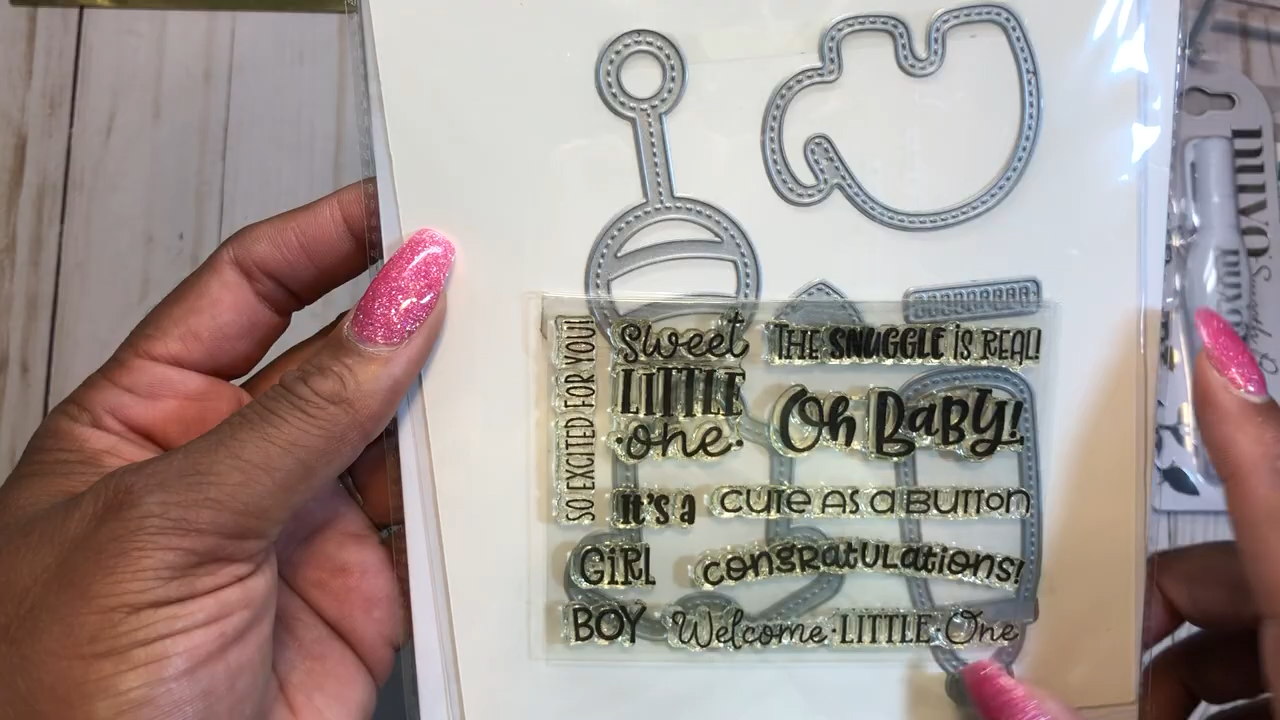 SO EXCITED FOR YOU!
Sweet
LITTLE
·one·
THE SNUGGLE iS REAL!
Oh BaBY!
it's a
CUTE AS a BUTTON
GiRL
congratulations!
BOY
Welcome·LITTLE·One
nuvo